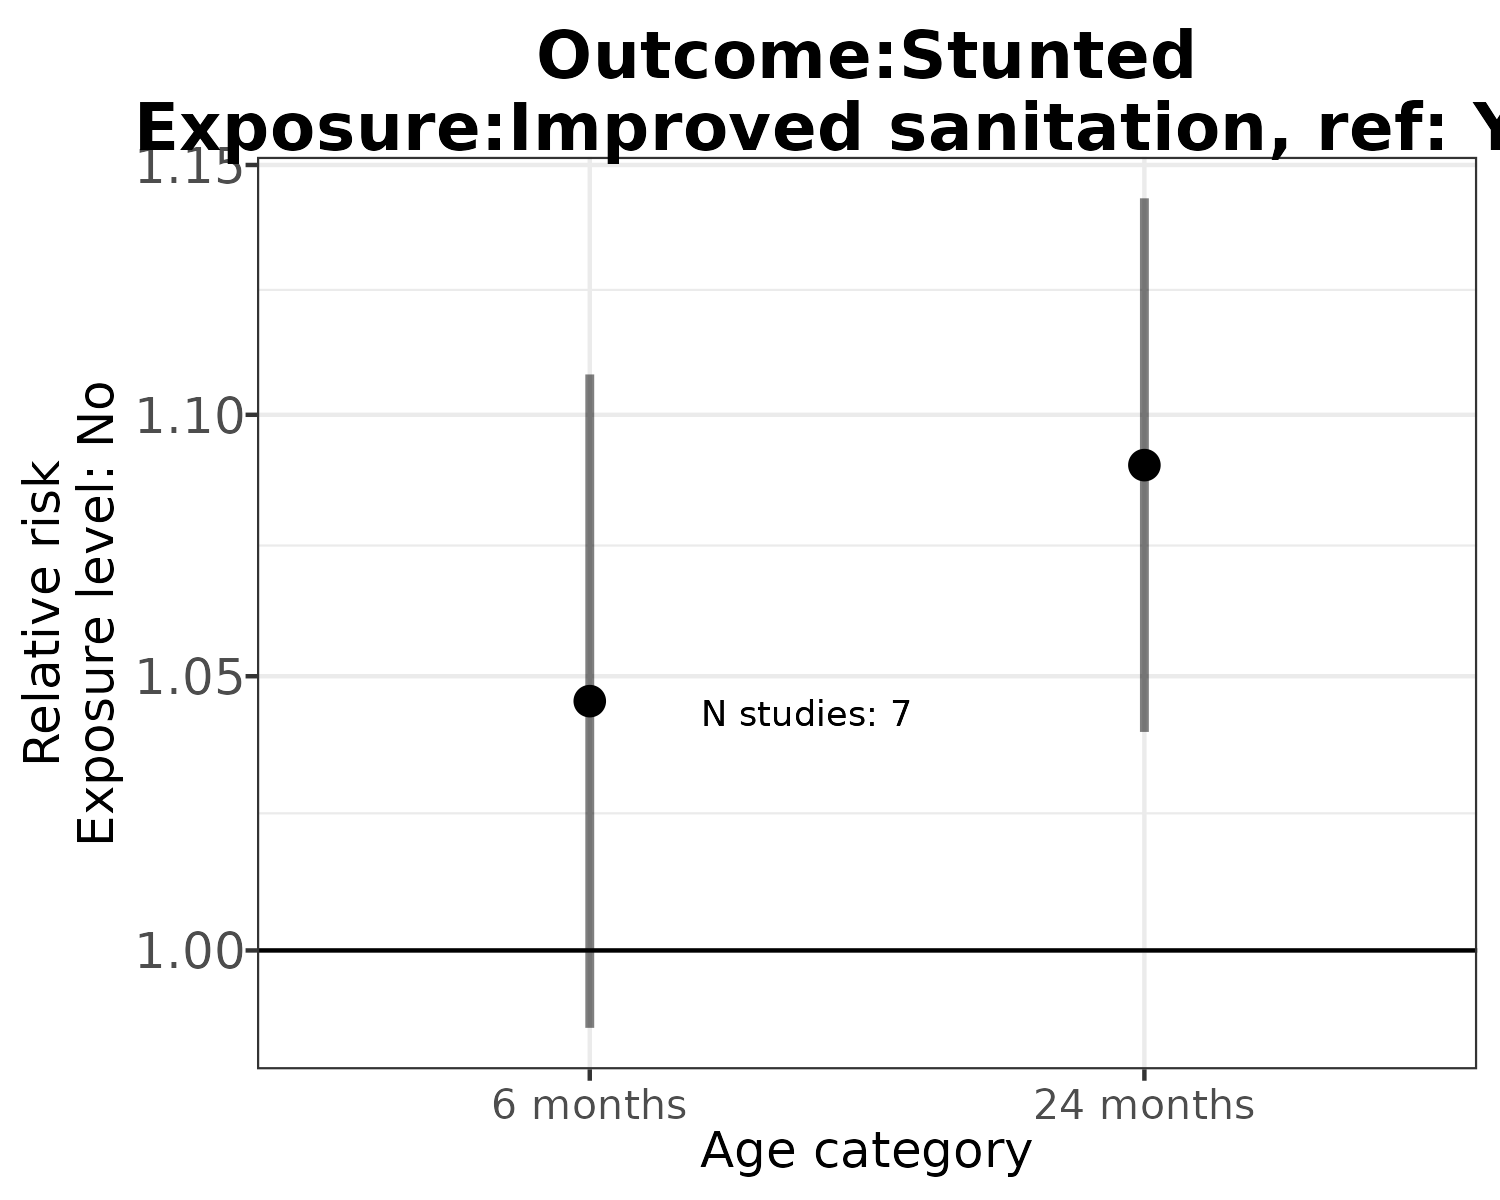 Outcome:Stunted
Exposure:Improved sanitation, ref: Y
1.15
1.10
1.05
1.00
Relative risk
Exposure level: No
N studies: 7
6 months
24 months
Age category